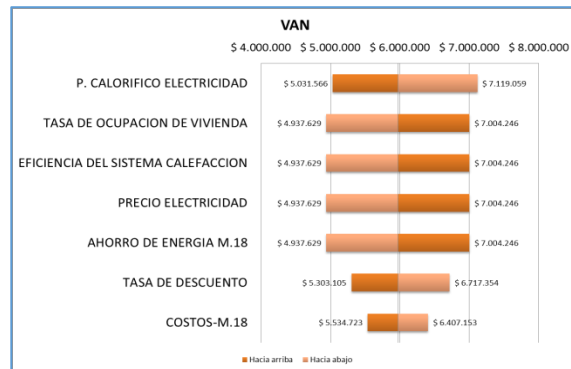 VAN
$ 4.000.000 $ 5.000.000 $ 6.000.000 $ 7.000.000 $ 8.000.000
P. CALORIFICO ELECTRICIDAD $ 5.031.566 $ 7.119.059
TASA DE OCUPACION DE VIVIENDA $ 4.937.629 $ 7.004.246
EFICIENCIA DEL SISTEMA CALEFACCION $ 4.937.629 $ 7.004.246
PRECIO ELECTRICIDAD $ 4.937.629 $ 7.004.246
AHORRO DE ENERGIA M.18 $ 4.937.629 $ 7.004.246
TASA DE DESCUENTO $ 5.303.105 $ 6.717.354
COSTOS-M.18 $ 5.534.723 $ 6.407.153
Hacia arriba Hacia abajo